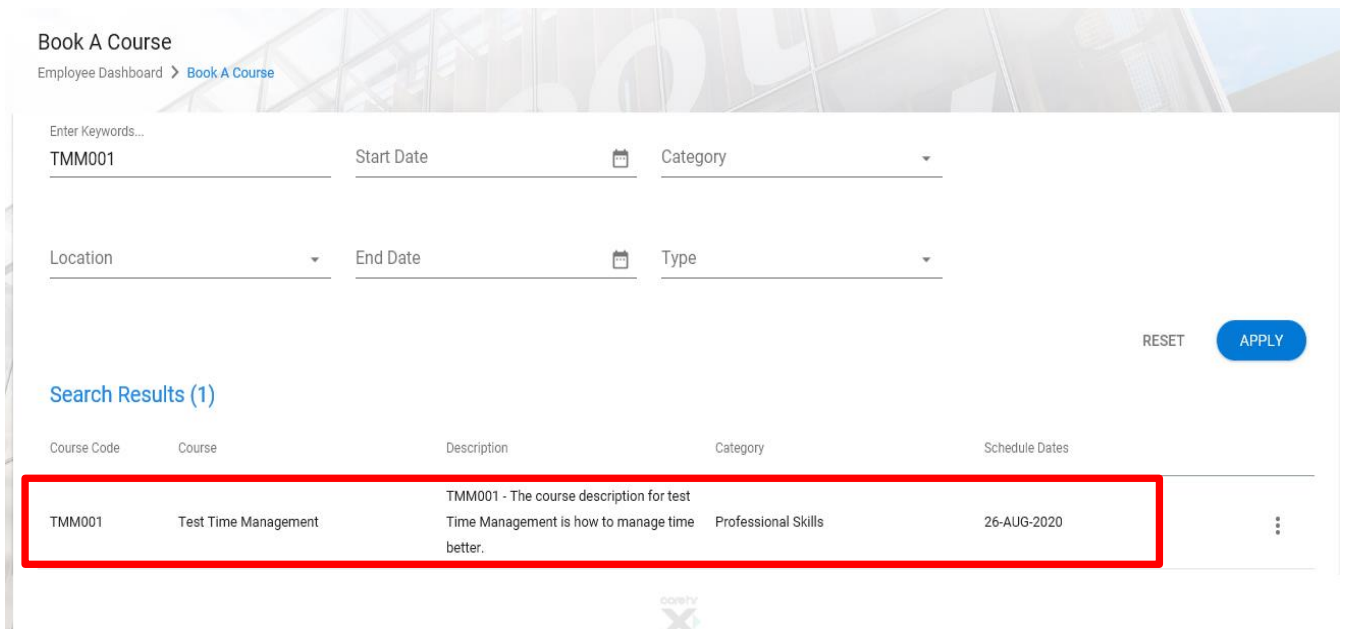 Book A Course
Employee Dashboard > Book A Course
Enter Keywords...
TMM001
Start Date
Category
Location
End Date
Type
RESET
APPLY
Search Results (1)
Course Code
Course
Description
Category
Schedule Dates
TMM001
Test Time Management
TMM001 - The course description for test
Time Management is how to manage time
better.
Professional Skills
26-AUG-2020